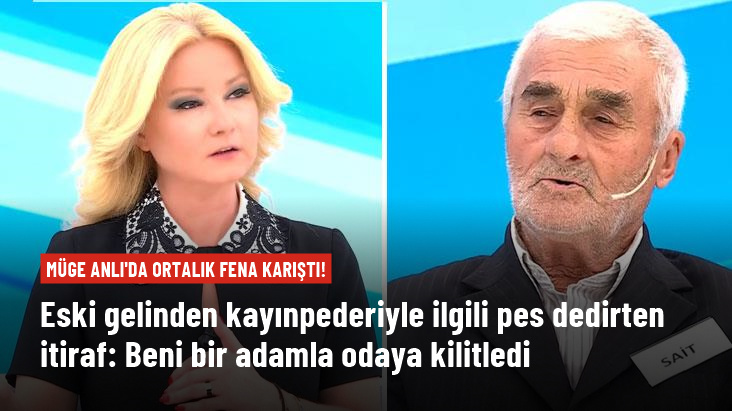 MÜGE ANLI'DA ORTALIK FENA KARIŞTI!
Eski gelinden kayınpederiyle ilgili pes dedirten
itiraf: Beni bir adamla odaya kilitledi
SAİT